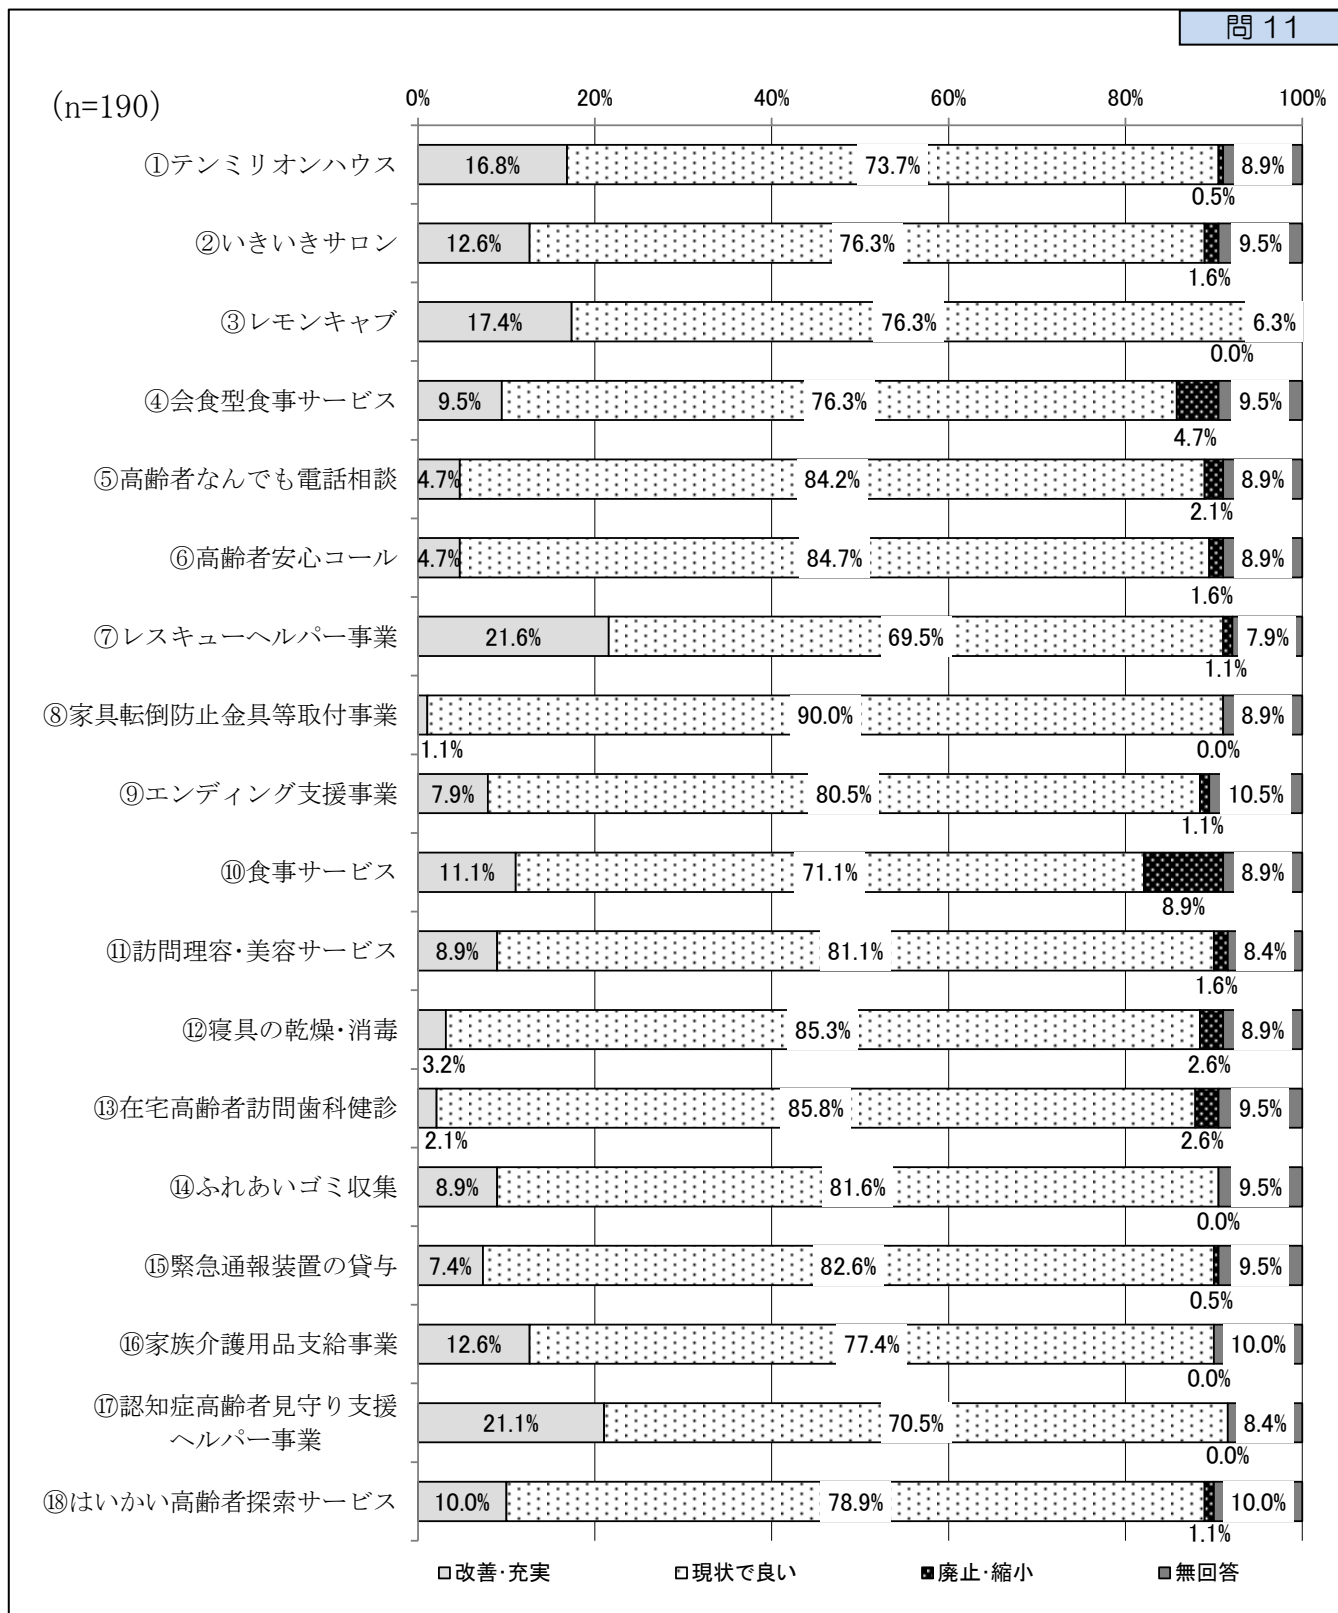 問 11
(n=190)
0% 20% 40% 60% 80% 100%
①テンミリオンハウス 16.8% 73.7% 8.9%
0.5%
②いきいきサロン 12.6% 76.3% 9.5%
1.6%
③レモンキャブ 17.4% 76.3% 6.3%
0.0%
④会食型食事サービス 9.5% 76.3% 9.5%
4.7%
⑤高齢者なんでも電話相談 4.7% 84.2% 8.9%
2.1%
⑥高齢者安心コール 4.7% 84.7% 8.9%
1.6%
⑦レスキューヘルパー事業 21.6% 69.5% 7.9%
1.1%
⑧家具転倒防止金具等取付事業 90.0% 8.9%
1.1% 0.0%
⑨エンディング支援事業 7.9% 80.5% 10.5%
1.1%
⑩食事サービス 11.1% 71.1% 8.9%
8.9%
⑪訪問理容・美容サービス 8.9% 81.1% 8.4%
1.6%
⑫寝具の乾燥・消毒 85.3% 8.9%
3.2% 2.6%
⑬在宅高齢者訪問歯科健診 85.8% 9.5%
2.1% 2.6%
⑭ふれあいゴミ収集 8.9% 81.6% 9.5%
0.0%
⑮緊急通報装置の貸与 7.4% 82.6% 9.5%
0.5%
⑯家族介護用品支給事業 12.6% 77.4% 10.0%
0.0%
⑰認知症高齢者見守り支援
ヘルパー事業 21.1% 70.5% 8.4%
0.0%
⑱はいかい高齢者探索サービス 10.0% 78.9% 10.0%
1.1%
改善・充実 現状で良い 廃止・縮小 無回答